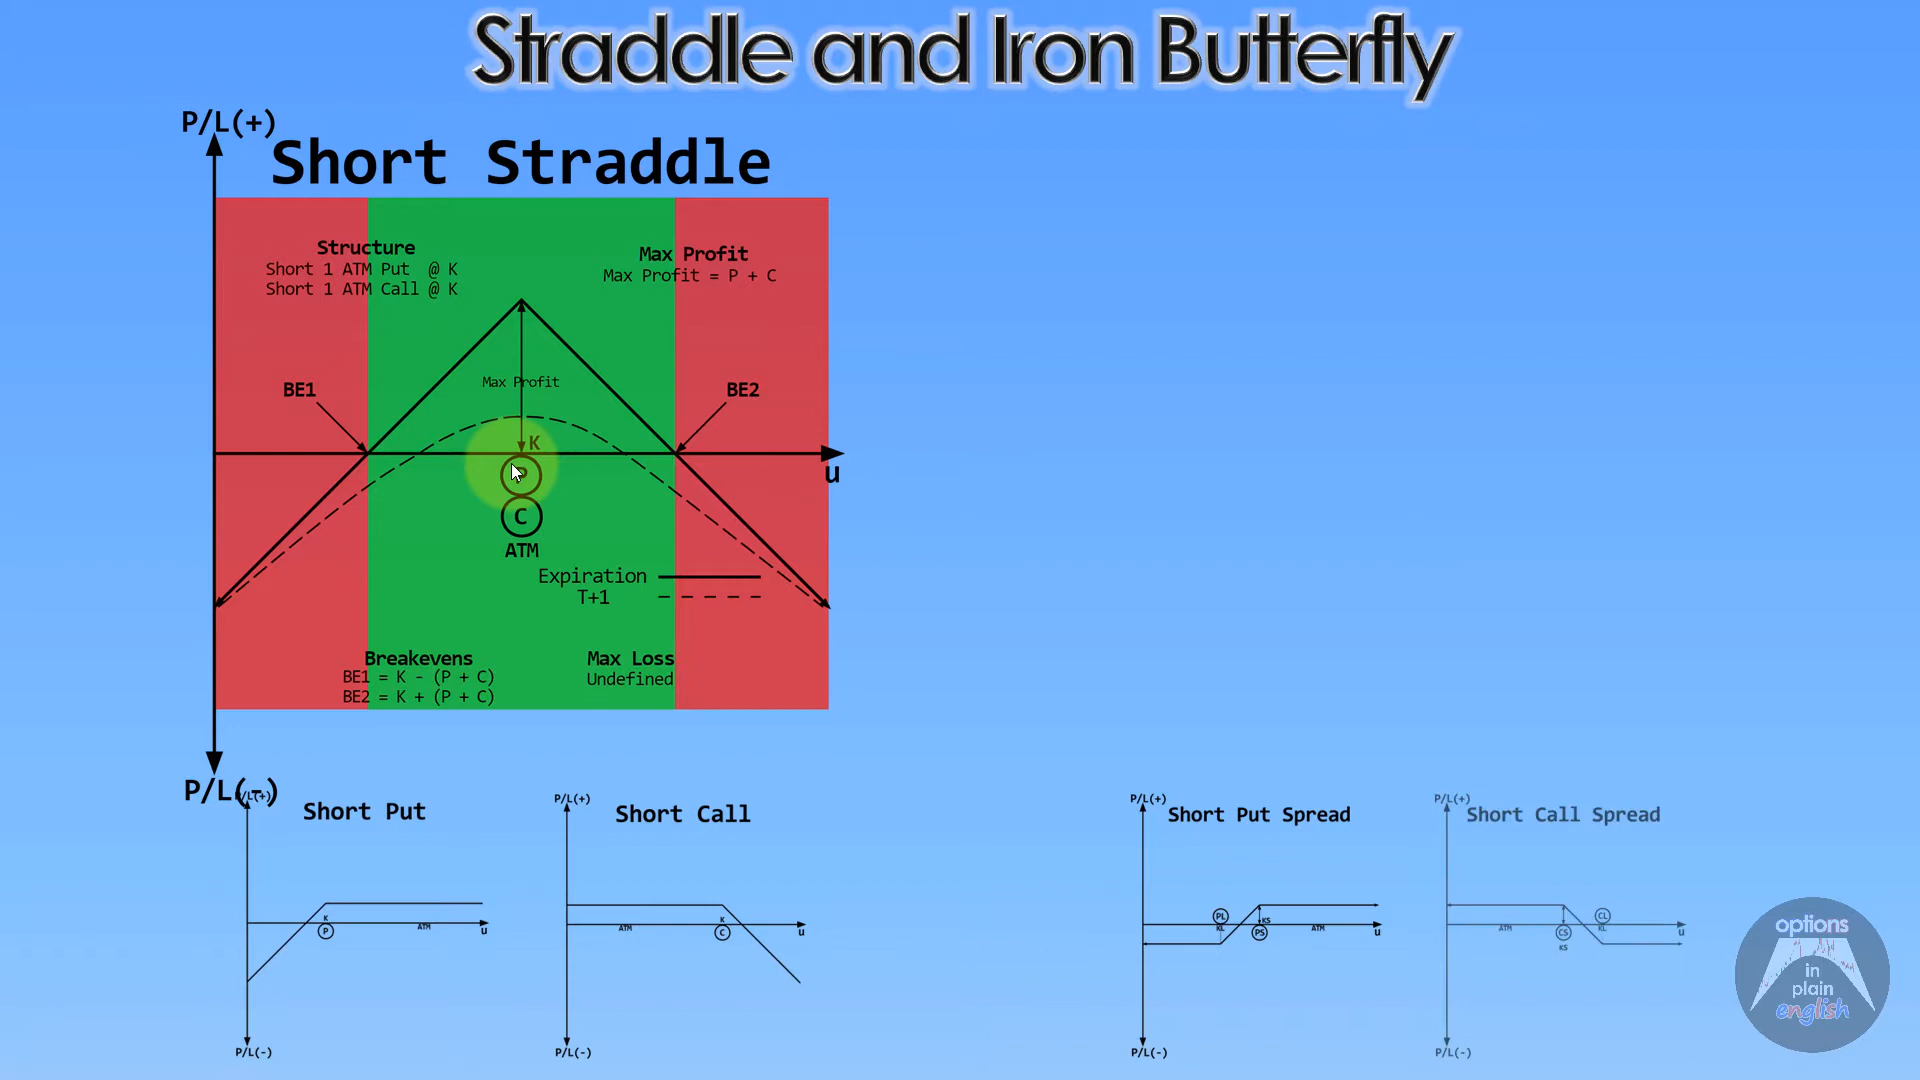 Straddle and Iron Butterfly
P/L(+)
Short Straddle
Structure
Short 1 ATM Put @ K
Short 1 ATM Call @ K
Max Profit
Max Profit = P + C
BE1
Max Profit
BE2
K
P
u
C
ATM
Expiration
T+1
Breakevens
BE1 = K - (P + C)
BE2 = K + (P + C)
Max Loss
Undefined
P/L(-)
P/L(+)
Short Put
K
P
ATM
u
P/L(-)
P/L(+)
Short Call
ATM
K
C
u
P/L(-)
P/L(+)
Short Put Spread
PL
KL
KS
PS
ATM
u
P/L(-)
P/L(+)
Short Call Spread
ATM
CS
KS
CL
KL
u
P/L(-)
options
in
plain
english